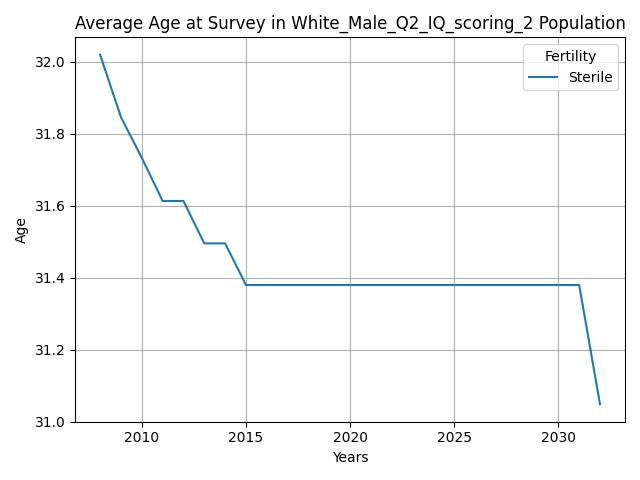 Average Age at Survey in White_Male_Q2_IQ_scoring_2 Population
Fertility
Sterile
32.0
31.8
31.6
31.4
31.2
31.0
Age
2010 2015 2020 2025 2030
Years